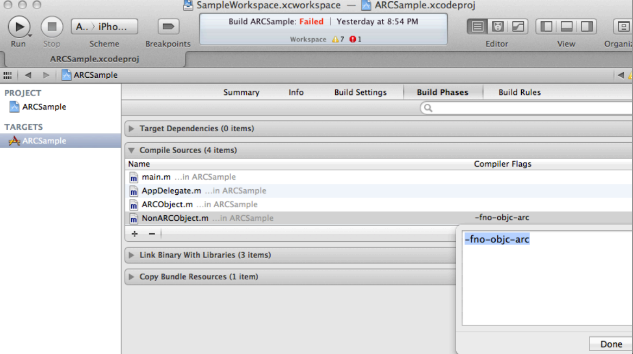 SampleWorkspace.xcworkspace — ARCSample.xcodeproj
Build ARCSample: Failed | Yesterday at 8:54 PM
Workspace 7 1
A... iPho...
Run Stop Scheme Breakpoints Editor View Organiz
ARCSample.xcodeproj
ARCSample
PROJECT
ARCSample
TARGETS
ARCSample
Summary Info Build Settings Build Phases Build Rules
Target Dependencies (0 items)
Compile Sources (4 items)
Name Compiler Flags
main.m ...in ARCSample
AppDelegate.m ...in ARCSample
ARCObject.m ...in ARCSample
NonARCObject.m ...in ARCSample -fno-objc-arc
-fno-objc-arc
Link Binary With Libraries (3 items)
Copy Bundle Resources (1 item)
Done